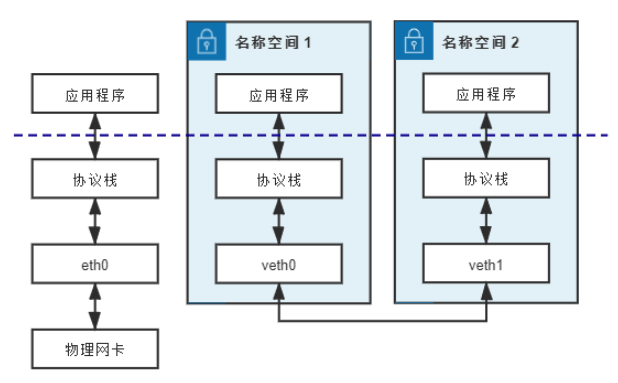 名称空间 1
名称空间 2
应用程序
应用程序
应用程序
协议栈
协议栈
协议栈
eth0
veth0
veth1
物理网卡